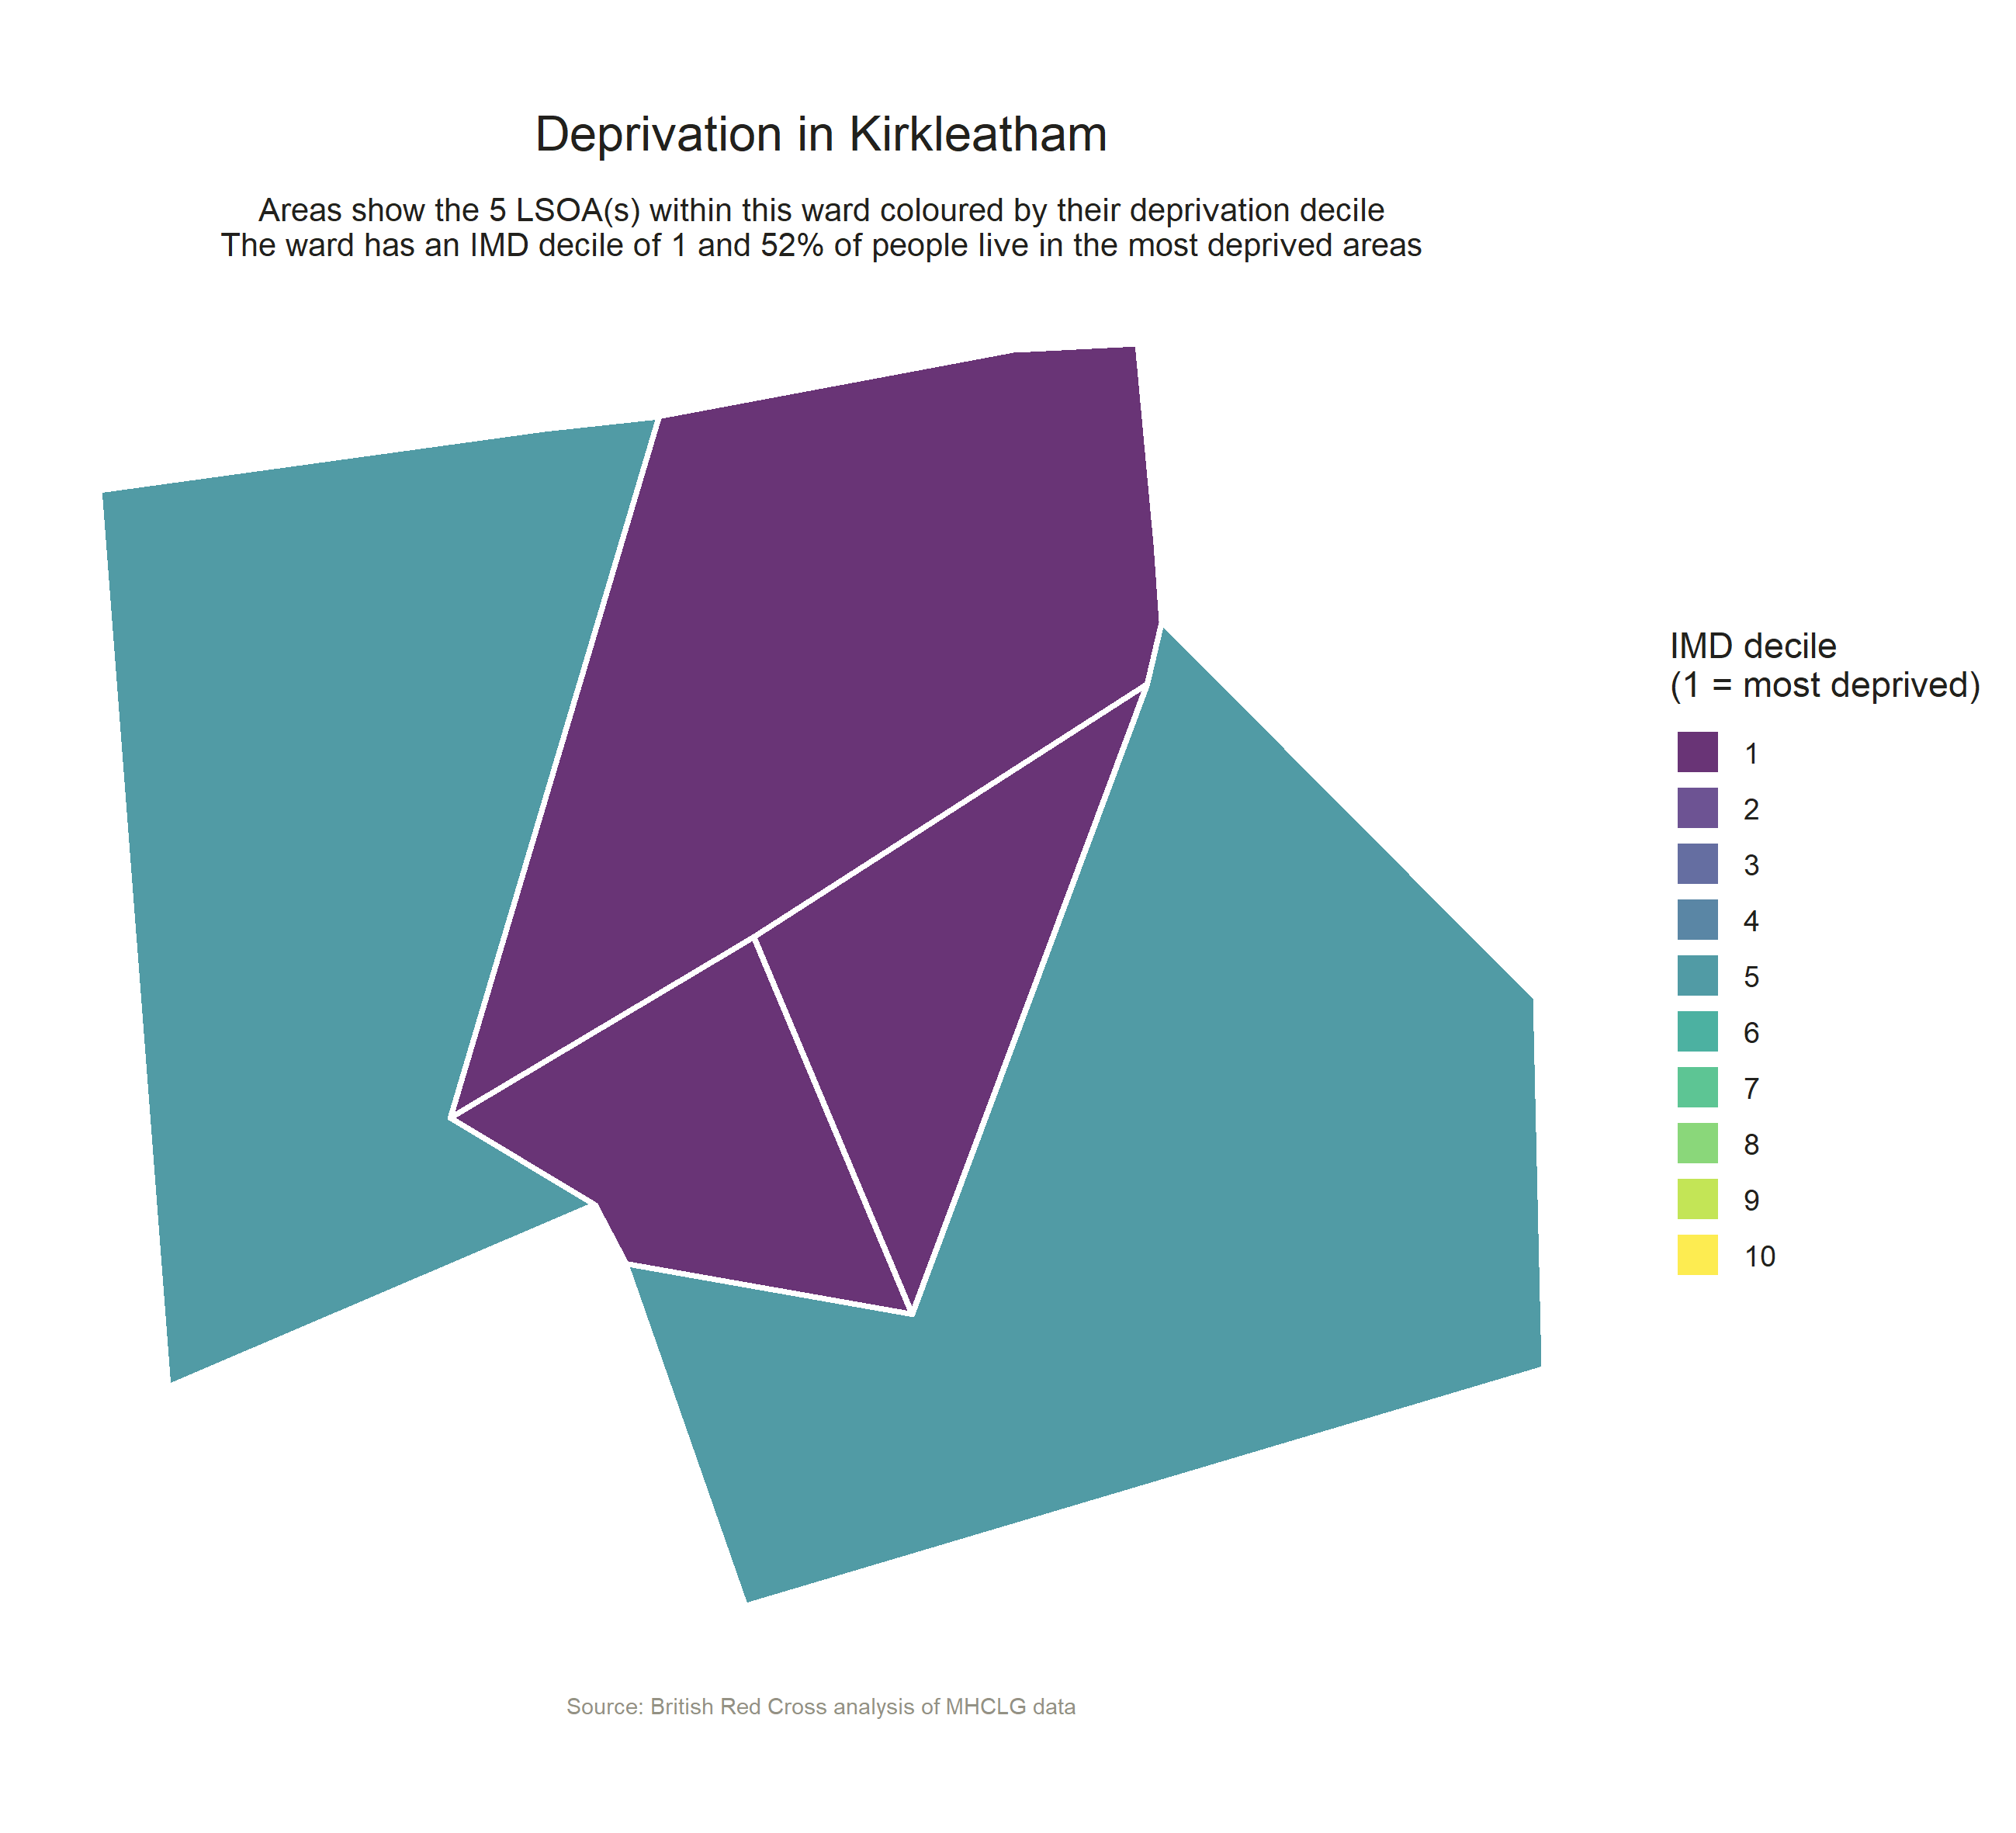 Deprivation in Kirkleatham
Areas show the 5 LSOA(s) within this ward coloured by their deprivation decile
The ward has an IMD decile of 1 and 52% of people live in the most deprived areas
IMD decile
(1 = most deprived)
1
2
3
4
5
6
7
8
9
10
Source: British Red Cross analysis of MHCLG data